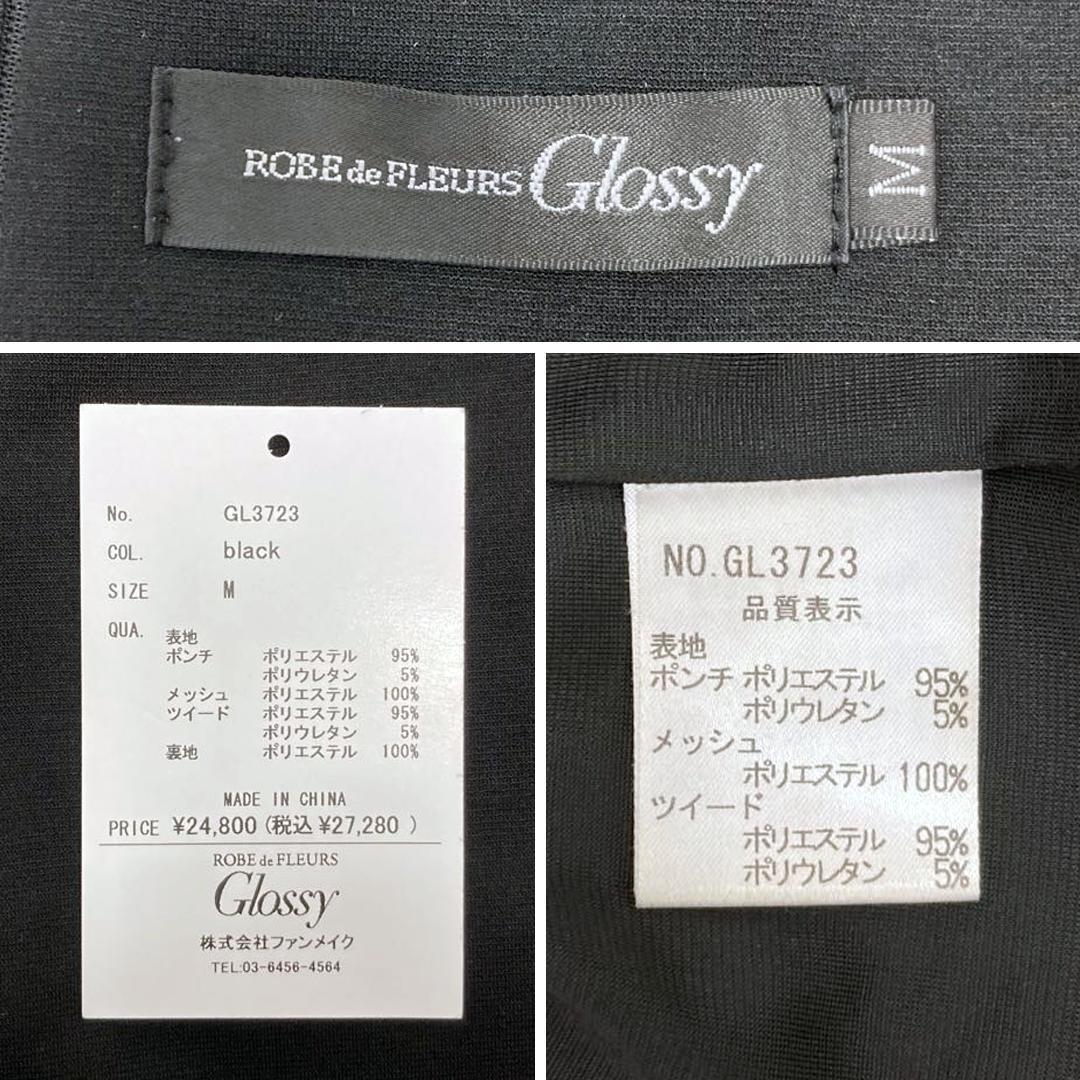 ROBE de FLEURS Glossy
M
No. GL3723
COL. black
SIZE M
QUA. 表地
ポンチ ポリエステル 95%
ポリウレタン 5%
メッシュ ポリエステル 100%
ツイード ポリエステル 95%
ポリウレタン 5%
裏地 ポリエステル 100%
MADE IN CHINA
PRICE ¥24,800 (税込 ¥27,280 )
ROBE de FLEURS
Glossy
株式会社ファンメイク
TEL:03-6456-4564
NO.GL3723
品質表示
表地
ポンチ ポリエステル 95%
ポリウレタン 5%
メッシュ
ポリエステル 100%
ツイード
ポリエステル 95%
ポリウレタン 5%